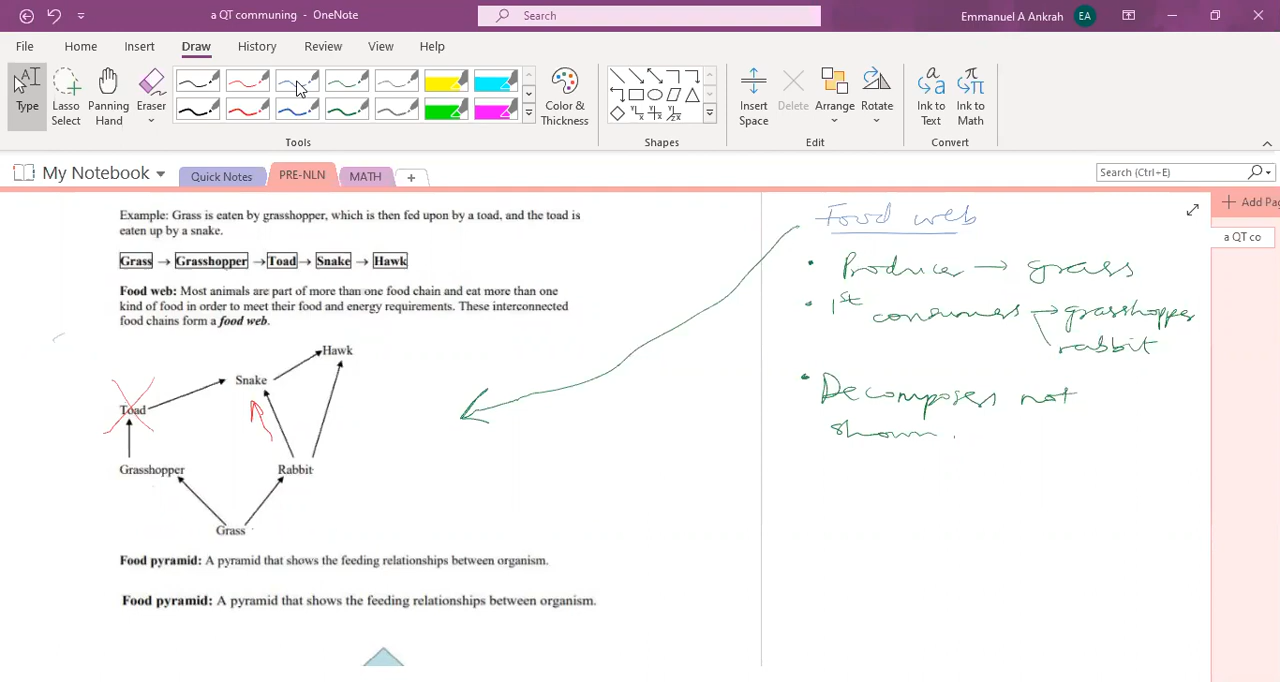 a QT communing - OneNote
Search
Emmanuel A Ankrah
EA
File Home Insert Draw History Review View Help
Type
Lasso Select
Panning Hand
Eraser
Color & Thickness
Insert Space
Delete
Arrange
Rotate
Ink to Text
Ink to Math
Tools
Shapes
Edit
Convert
My Notebook
Quick Notes
PRE-NLN
MATH
Search (Ctrl+E)
Add Pag
a QT co
Example: Grass is eaten by grasshopper, which is then fed upon by a toad, and the toad is
eaten up by a snake.
Grass → Grasshopper → Toad → Snake → Hawk
Food web: Most animals are part of more than one food chain and eat more than one
kind of food in order to meet their food and energy requirements. These interconnected
food chains form a food web.
Hawk
Snake
Toad
Grasshopper
Rabbit
Grass
Food pyramid: A pyramid that shows the feeding relationships between organism.
Food pyramid: A pyramid that shows the feeding relationships between organism.
Food web
• Producer → grass
• 1st consumers → grasshopper
rabbit
• Decomposers not
shown .